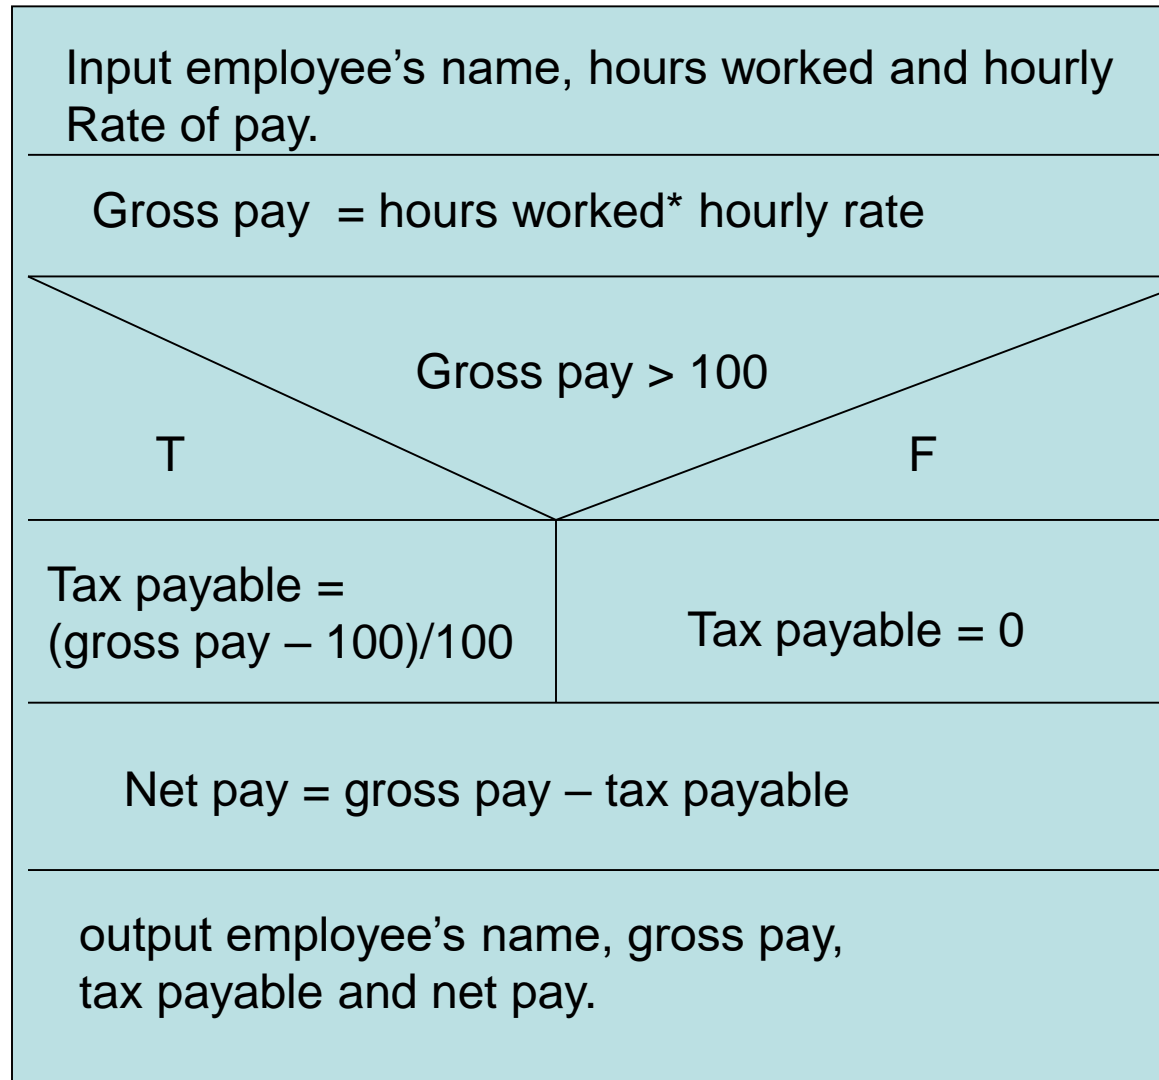 Input employee’s name, hours worked and hourly
Rate of pay.
Gross pay  = hours worked* hourly rate
Gross pay > 100
T
F
Tax payable =
(gross pay – 100)/100
Tax payable = 0
Net pay = gross pay – tax payable
output employee’s name, gross pay,
tax payable and net pay.